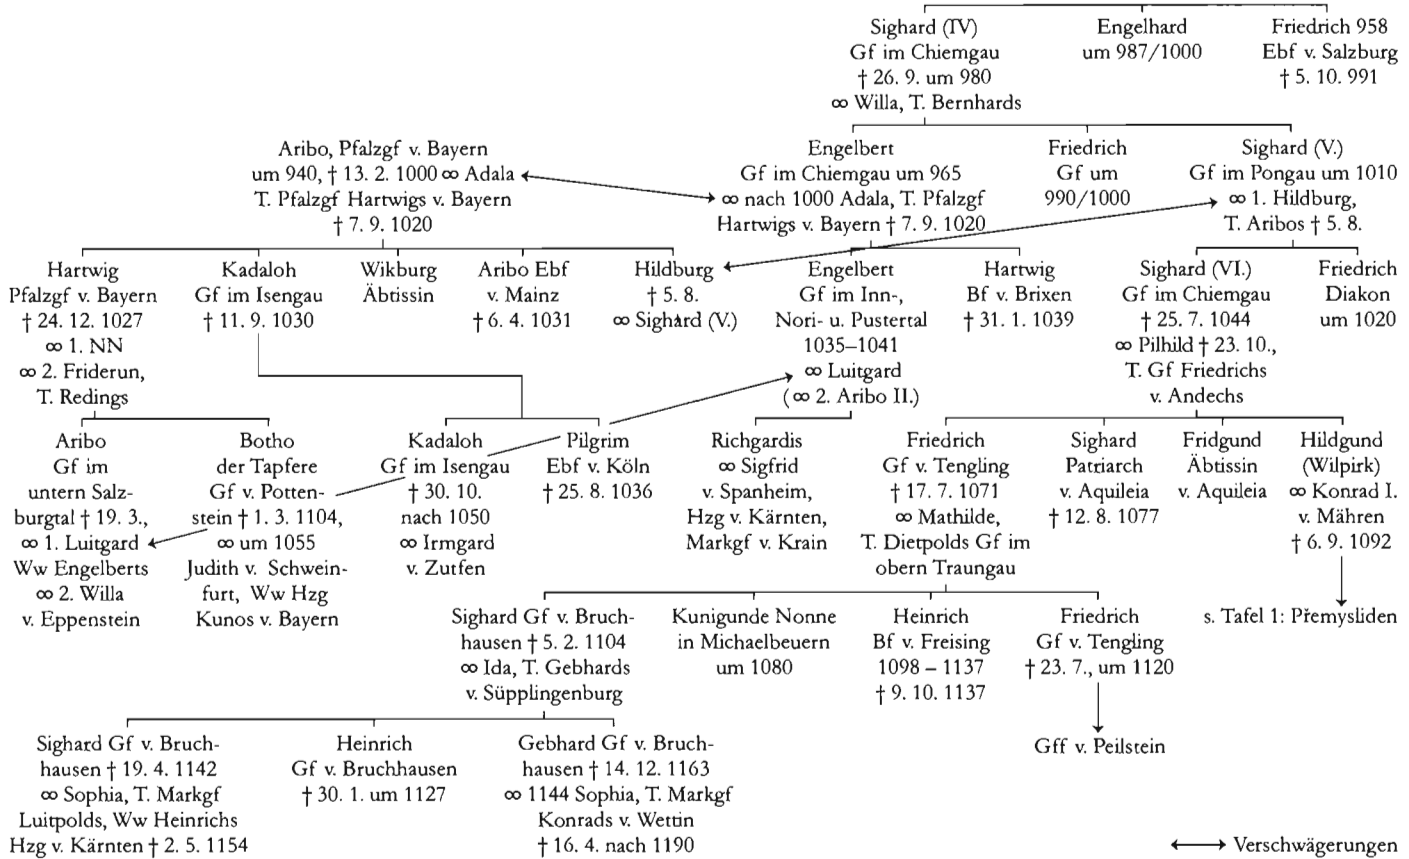 Sighard (IV)
Gf im Chiemgau
† 26. 9. um 980
∞ Willa, T. Bernhards
Engelhard
um 987/1000
Friedrich 958
Ebf v. Salzburg
† 5. 10. 991
Aribo, Pfalzgf v. Bayern
um 940, † 13. 2. 1000 ∞ Adala
T. Pfalzgf Hartwigs v. Bayern
† 7. 9. 1020
Engelbert
Gf im Chiemgau um 965
∞ nach 1000 Adala, T. Pfalzgf
Hartwigs v. Bayern † 7. 9. 1020
Friedrich
Gf um
990/1000
Sighard (V.)
Gf im Pongau um 1010
∞ 1. Hildburg,
T. Aribos † 5. 8.
Hartwig
Pfalzgf v. Bayern
† 24. 12. 1027
∞ 1. NN
∞ 2. Friderun,
T. Redings
Kadaloh
Gf im Isengau
† 11. 9. 1030
Wikburg
Äbtissin
Aribo Ebf
v. Mainz
† 6. 4. 1031
Hildburg
† 5. 8.
∞ Sighard (V.)
Engelbert
Gf im Inn-,
Nori- u. Pustertal
1035–1041
∞ Luitgard
(∞ 2. Aribo II.)
Hartwig
Bf v. Brixen
† 31. 1. 1039
Sighard (VI.)
Gf im Chiemgau
† 25. 7. 1044
∞ Pilhild † 23. 10.,
T. Gf Friedrichs
v. Andechs
Friedrich
Diakon
um 1020
Aribo
Gf im
untern Salz-
burgtal † 19. 3.,
∞ 1. Luitgard
Ww Engelberts
∞ 2. Willa
v. Eppenstein
Botho
der Tapfere
Gf v. Potten-
stein † 1. 3. 1104,
∞ um 1055
Judith v. Schwein-
furt, Ww Hzg
Kunos v. Bayern
Kadaloh
Gf im Isengau
† 30. 10.
nach 1050
∞ Irmgard
v. Zutfen
Pilgrim
Ebf v. Köln
† 25. 8. 1036
Richgardis
∞ Sigfrid
v. Spanheim,
Hzg v. Kärnten,
Markgf v. Krain
Friedrich
Gf v. Tengling
† 17. 7. 1071
∞ Mathilde,
T. Dietpolds Gf im
obern Traungau
Sighard
Patriarch
v. Aquileia
† 12. 8. 1077
Fridgund
Äbtissin
v. Aquileia
Hildgund
(Wilpirk)
∞ Konrad I.
v. Mähren
† 6. 9. 1092
s. Tafel 1: Přemysliden
Sighard Gf v. Bruch-
hausen † 5. 2. 1104
∞ Ida, T. Gebhards
v. Süpplingenburg
Kunigunde Nonne
in Michaelbeuern
um 1080
Heinrich
Bf v. Freising
1098 – 1137
† 9. 10. 1137
Friedrich
Gf v. Tengling
† 23. 7., um 1120
Gff v. Peilstein
Sighard Gf v. Bruch-
hausen † 19. 4. 1142
∞ Sophia, T. Markgf
Luitpolds, Ww Heinrichs
Hzg v. Kärnten † 2. 5. 1154
Heinrich
Gf v. Bruchhausen
† 30. 1. um 1127
Gebhard Gf v. Bruch-
hausen † 14. 12. 1163
∞ 1144 Sophia, T. Markgf
Konrads v. Wettin
† 16. 4. nach 1190
↔ Verschwägerungen